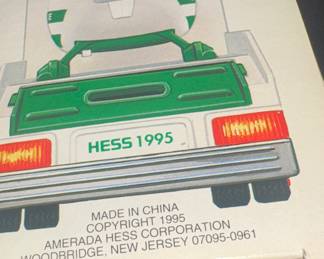 HESS 1995
MADE IN CHINA
COPYRIGHT 1995
AMERADA HESS CORPORATION
WOODBRIDGE, NEW JERSEY 07095-0961